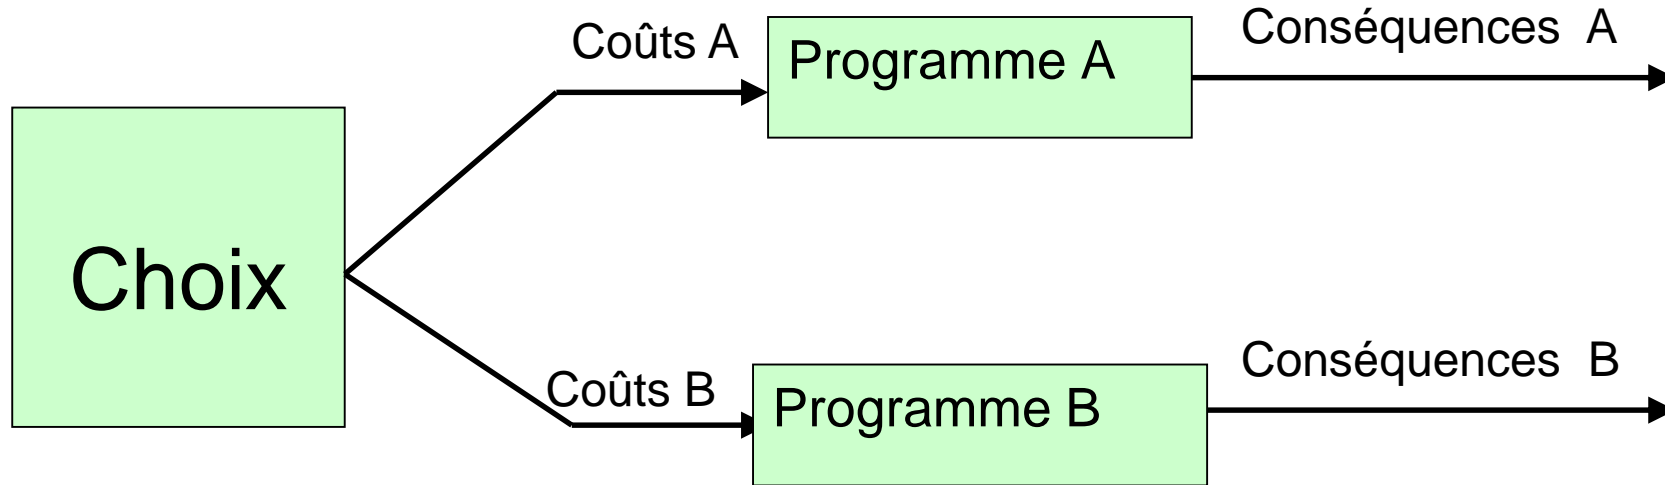 Coûts A
Programme A
Conséquences A
Choix
Coûts B
Programme B
Conséquences B